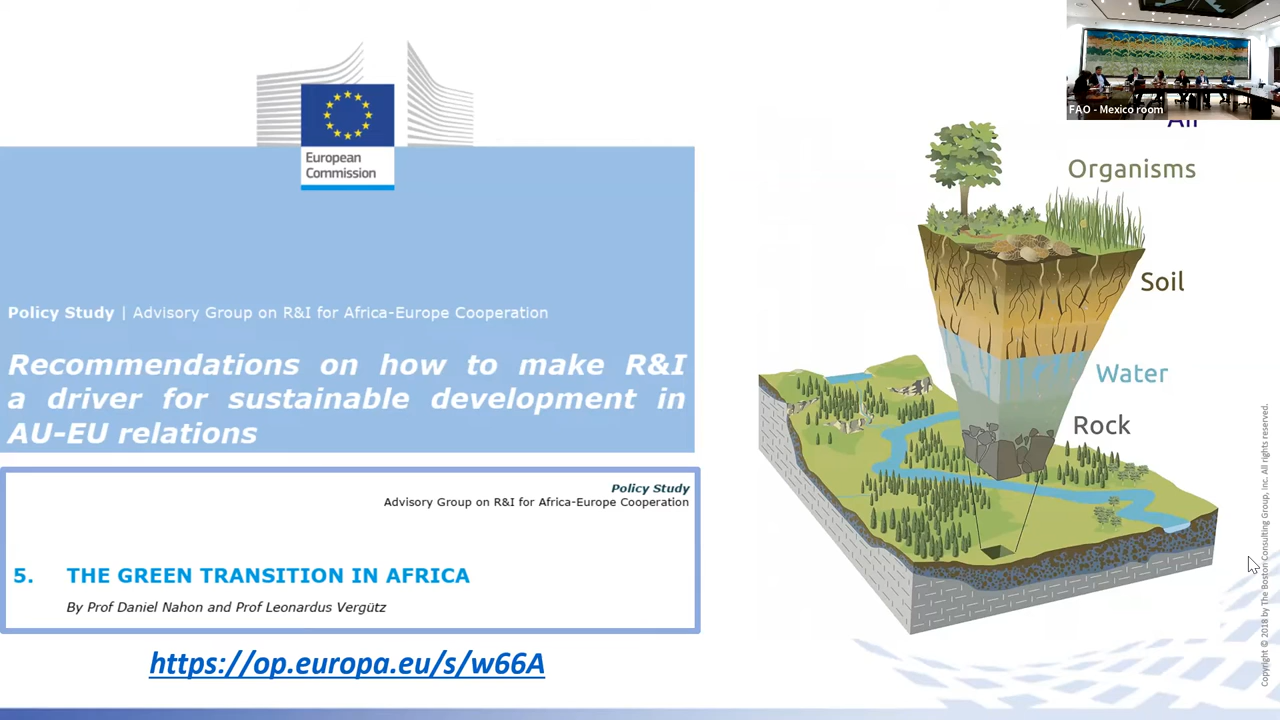 FAO - Mexico room
European
Commission
Policy Study | Advisory Group on R&I for Africa-Europe Cooperation
Recommendations on how to make R&I
a driver for sustainable development in
AU-EU relations
Policy Study
Advisory Group on R&I for Africa-Europe Cooperation
5. THE GREEN TRANSITION IN AFRICA
By Prof Daniel Nahon and Prof Leonardus Vergütz
https://op.europa.eu/s/w66A
Organisms
Soil
Water
Rock
Copyright © 2018 by The Boston Consulting Group, Inc. All rights reserved.